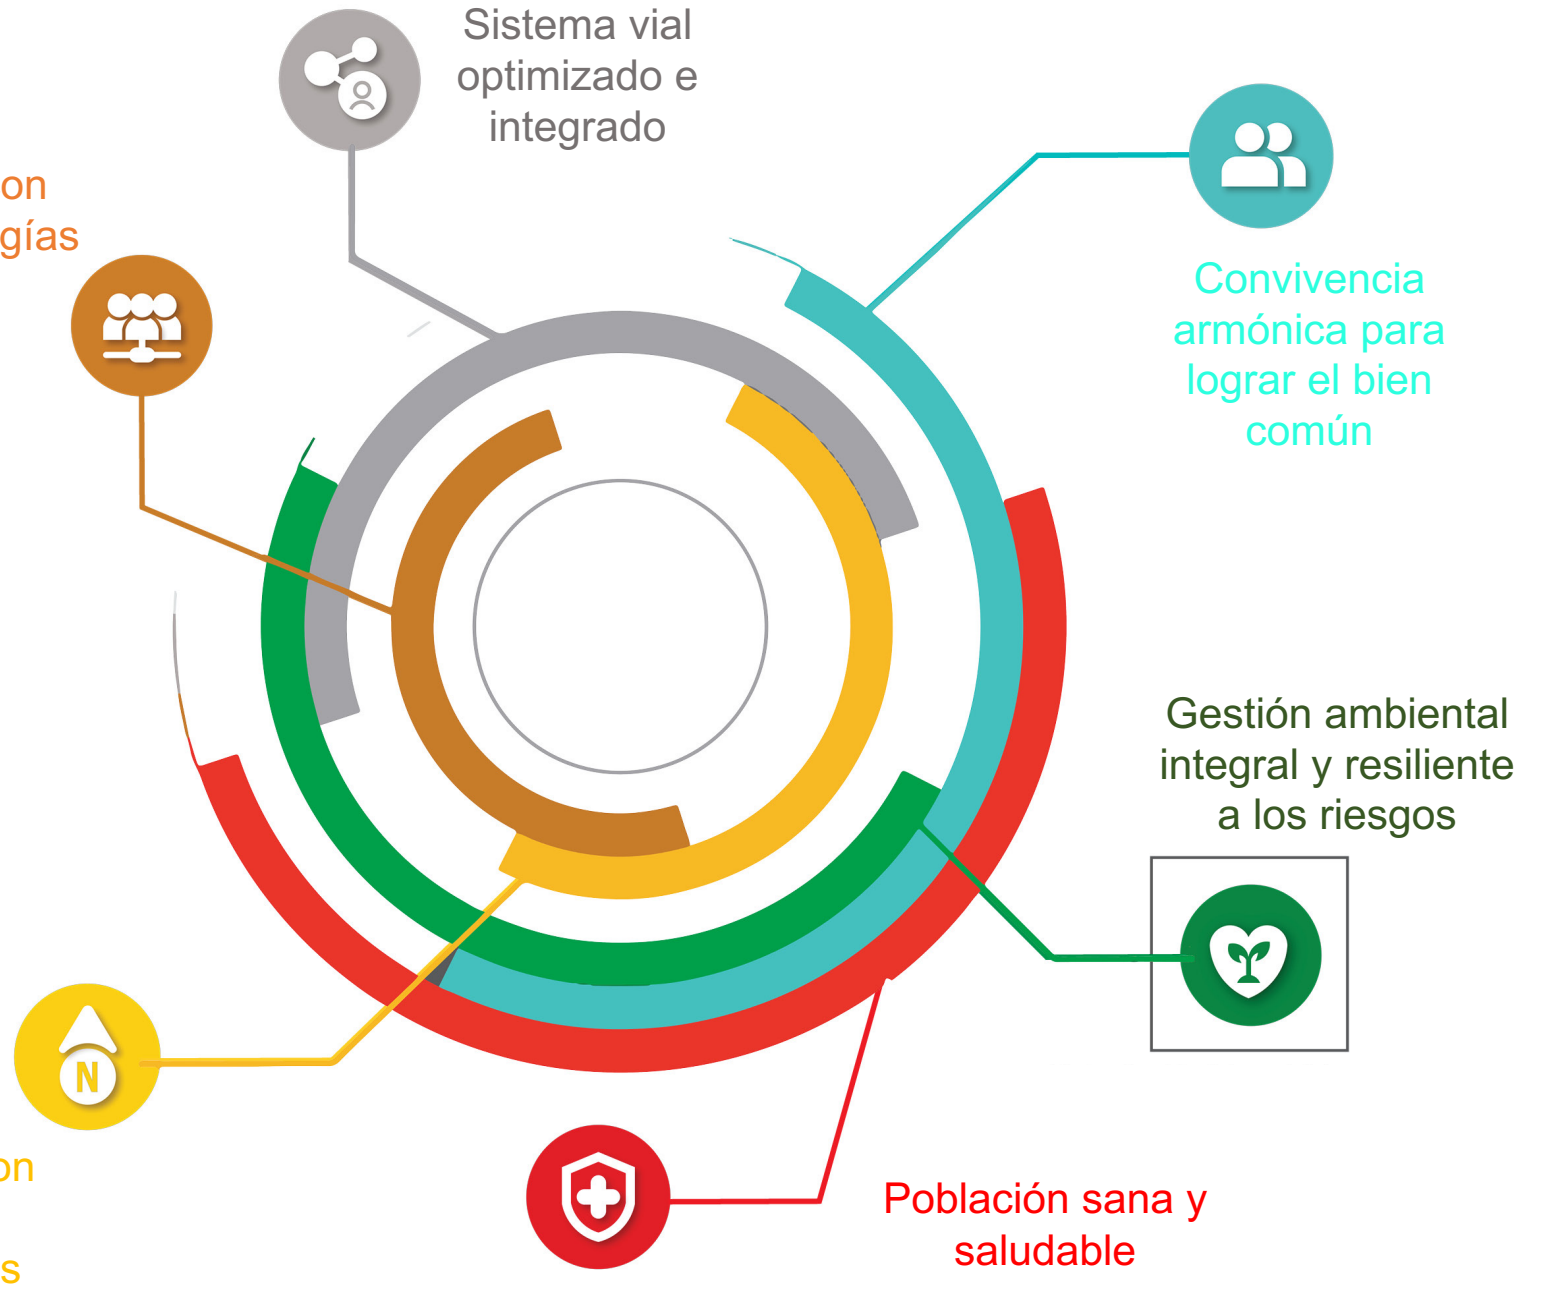 Sistema vial
optimizado e
integrado
on
gías
Convivencia
armónica para
lograr el bien
común
Gestión ambiental
integral y resiliente
a los riesgos
N
on
s
Población sana y
saludable